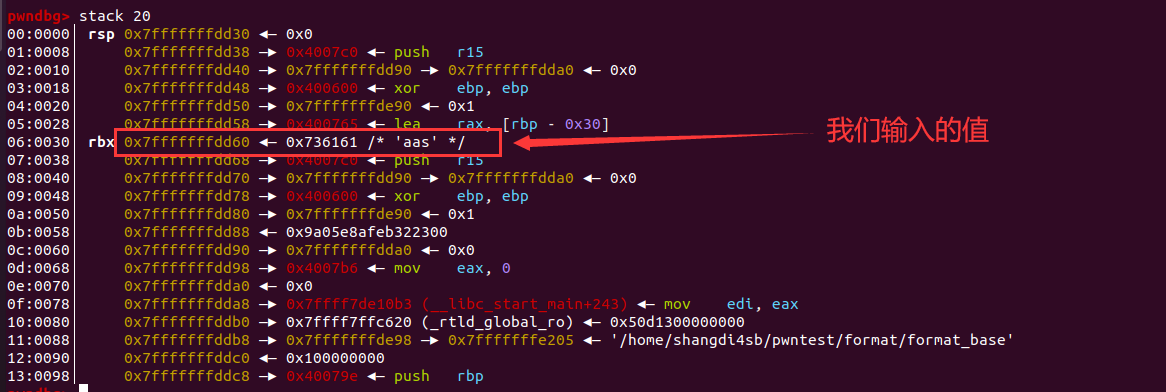 pwndbg> stack 20
00:0000│ rsp 0x7fffffffdd30 ◂— 0x0
01:0008│ 0x7fffffffdd38 —▸ 0x4007c0 ◂— push r15
02:0010│ 0x7fffffffdd40 —▸ 0x7fffffffdd90 —▸ 0x7fffffffdda0 ◂— 0x0
03:0018│ 0x7fffffffdd48 —▸ 0x400600 ◂— xor ebp, ebp
04:0020│ 0x7fffffffdd50 —▸ 0x7fffffffde90 ◂— 0x1
05:0028│ 0x7fffffffdd58 —▸ 0x400765 ◂— lea rax, [rbp - 0x30]
06:0030│ rbx 0x7fffffffdd60 ◂— 0x736161 /* 'aas' */
我们输入的值
07:0038│ 0x7fffffffdd68 —▸ 0x4007c0 ◂— push r15
08:0040│ 0x7fffffffdd70 —▸ 0x7fffffffdd90 —▸ 0x7fffffffdda0 ◂— 0x0
09:0048│ 0x7fffffffdd78 —▸ 0x400600 ◂— xor ebp, ebp
0a:0050│ 0x7fffffffdd80 —▸ 0x7fffffffde90 ◂— 0x1
0b:0058│ 0x7fffffffdd88 ◂— 0x9a05e8afeb322300
0c:0060│ 0x7fffffffdd90 —▸ 0x7fffffffdda0 ◂— 0x0
0d:0068│ 0x7fffffffdd98 —▸ 0x4007b6 ◂— mov eax, 0
0e:0070│ 0x7fffffffdda0 ◂— 0x0
0f:0078│ 0x7fffffffdda8 —▸ 0x7ffff7de10b3 (__libc_start_main+243) ◂— mov edi, eax
10:0080│ 0x7fffffffddb0 —▸ 0x7ffff7ffc620 (_rtld_global_ro) ◂— 0x50d1300000000
11:0088│ 0x7fffffffddb8 —▸ 0x7fffffffde98 —▸ 0x7fffffffe205 ◂— '/home/shangdi4sb/pwntest/format/format_base'
12:0090│ 0x7fffffffddc0 ◂— 0x100000000
13:0098│ 0x7fffffffddc8 —▸ 0x40079e ◂— push rbp